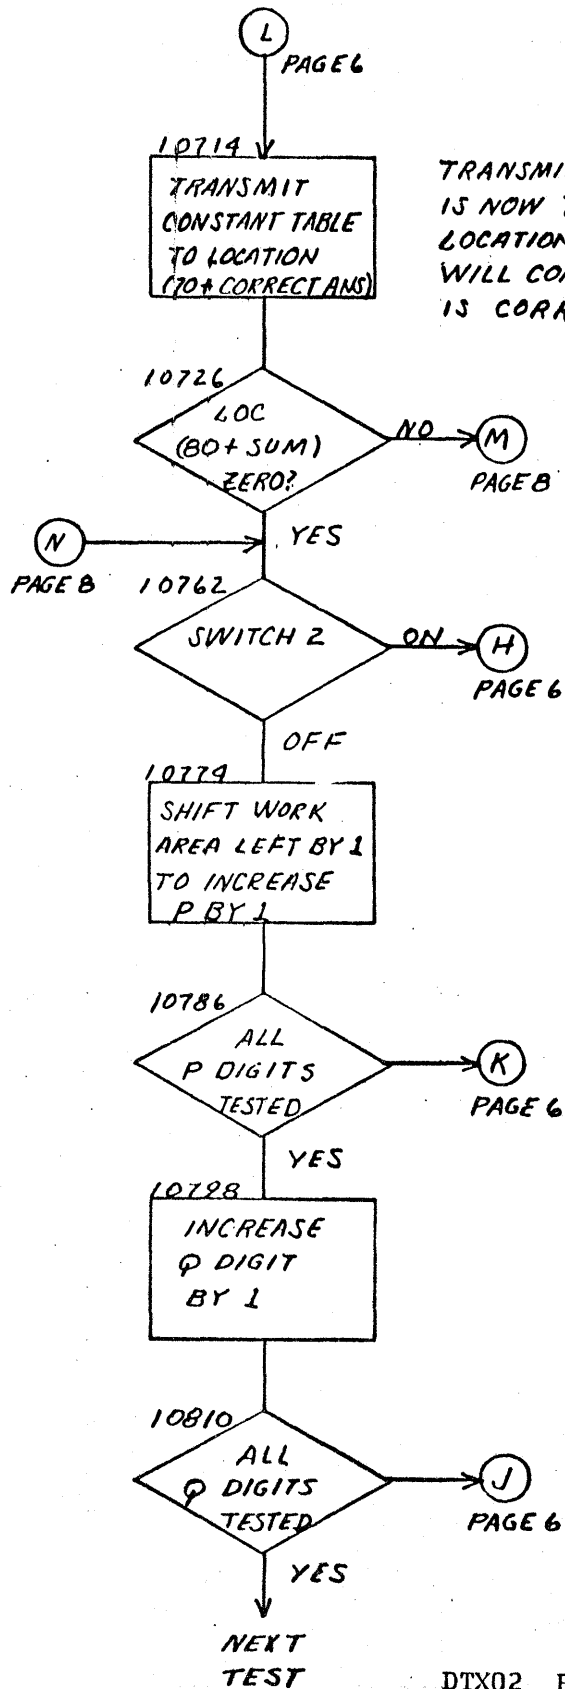 L
PAGE 6
10714
TRANSMIT
CONSTANT TABLE
TO LOCATION
(70+CORRECT ANS)
IS NOW
LOCATION
WILL
IS
10726
LOC
(80+SUM)
ZERO?
NO
M
PAGE 8
YES
N
PAGE 8
10762
SWITCH 2
ON
H
PAGE 6
OFF
10774
SHIFT WORK
AREA LEFT BY 1
TO INCREASE
P BY 1
10786
ALL
P DIGITS
TESTED
K
PAGE 6
YES
10798
INCREASE
Q DIGIT
BY 1
10810
ALL
Q DIGITS
TESTED
J
PAGE 6
YES
NEXT
TEST
DTX02